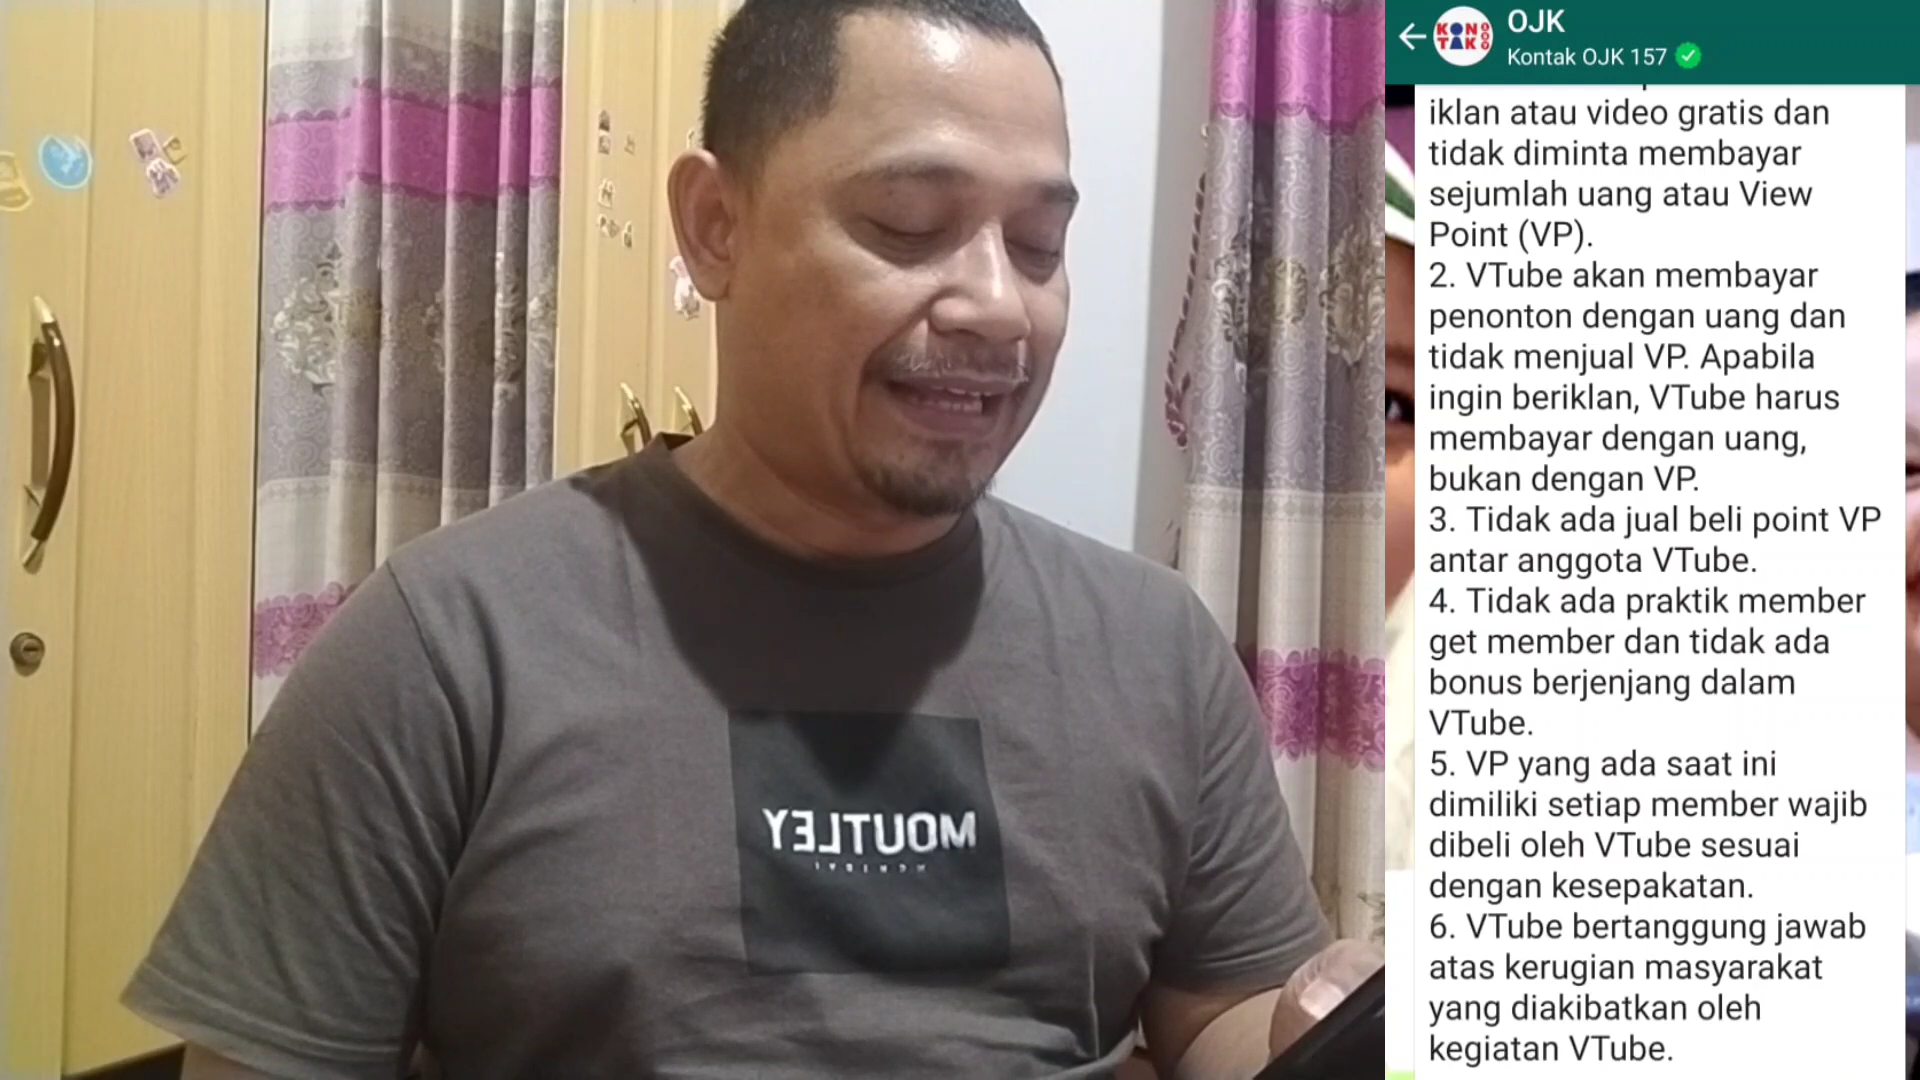 OJK
KON
TAK
Kontak OJK 157
iklan atau video gratis dan
tidak diminta membayar
sejumlah uang atau View
Point (VP).
2. VTube akan membayar
penonton dengan uang dan
tidak menjual VP. Apabila
ingin beriklan, VTube harus
membayar dengan uang,
bukan dengan VP.
3. Tidak ada jual beli point VP
antar anggota VTube.
4. Tidak ada praktik member
get member dan tidak ada
bonus berjenjang dalam
VTube.
5. VP yang ada saat ini
dimiliki setiap member wajib
dibeli oleh VTube sesuai
dengan kesepakatan.
6. VTube bertanggung jawab
atas kerugian masyarakat
yang diakibatkan oleh
kegiatan VTube.
MOUTLEY